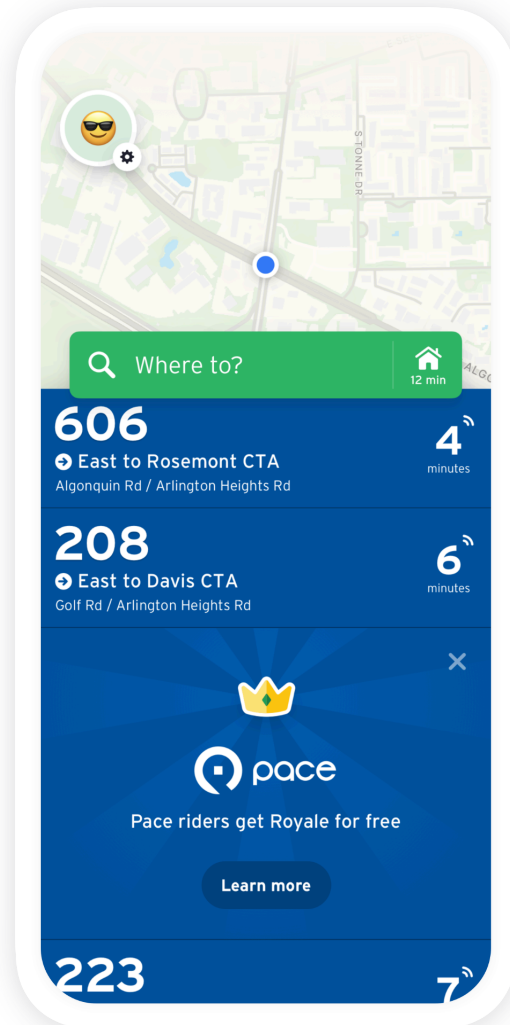 S TONNE DR
Where to?
12 min
ALGO
606
4
East to Rosemont CTA
minutes
Algonquin Rd / Arlington Heights Rd
208
6
East to Davis CTA
minutes
Golf Rd / Arlington Heights Rd
pace
Pace riders get Royale for free
Learn more
223
7